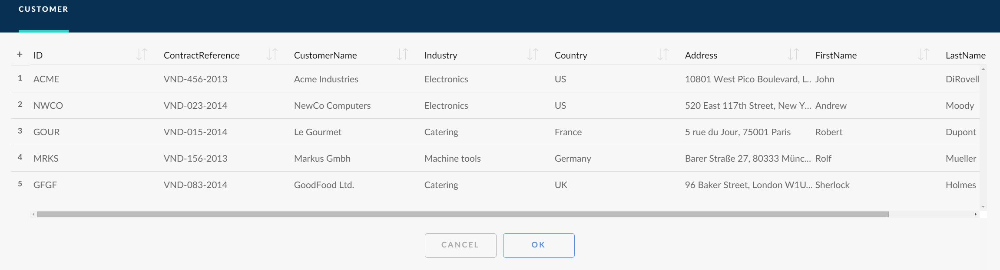 CUSTOMER
+ ID ContractReference CustomerName Industry Country Address FirstName LastName
1 ACME VND-456-2013 Acme Industries Electronics US 10801 West Pico Boulevard, L.. John DiRovell
2 NWCO VND-023-2014 NewCo Computers Electronics US 520 East 117th Street, New Y... Andrew Moody
3 GOUR VND-015-2014 Le Gourmet Catering France 5 rue du Jour, 75001 Paris Robert Dupont
4 MRKS VND-156-2013 Markus Gmbh Machine tools Germany Barer Straße 27, 80333 Münc... Rolf Mueller
5 GFGF VND-083-2014 GoodFood Ltd. Catering UK 96 Baker Street, London W1U... Sherlock Holmes
CANCEL OK